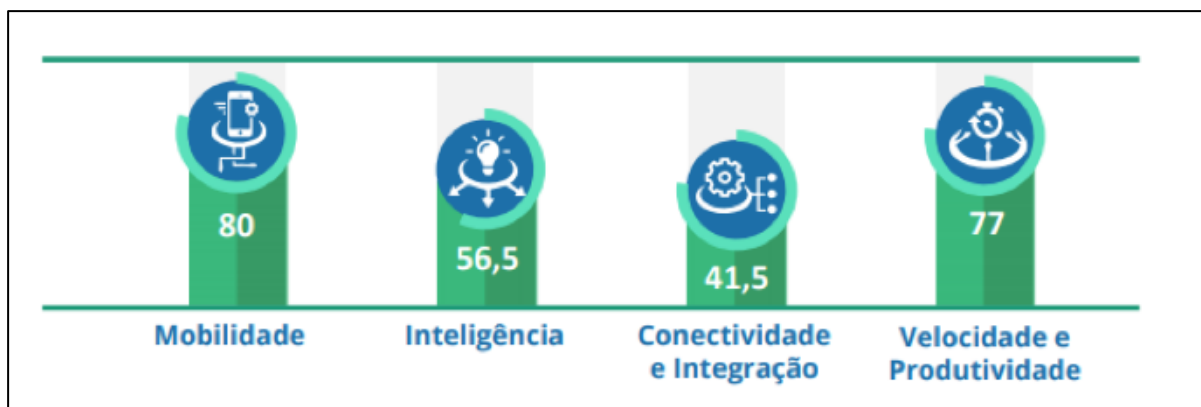 80
56,5
41,5
77
Mobilidade
Inteligência
Conectividade
e Integração
Velocidade e
Produtividade